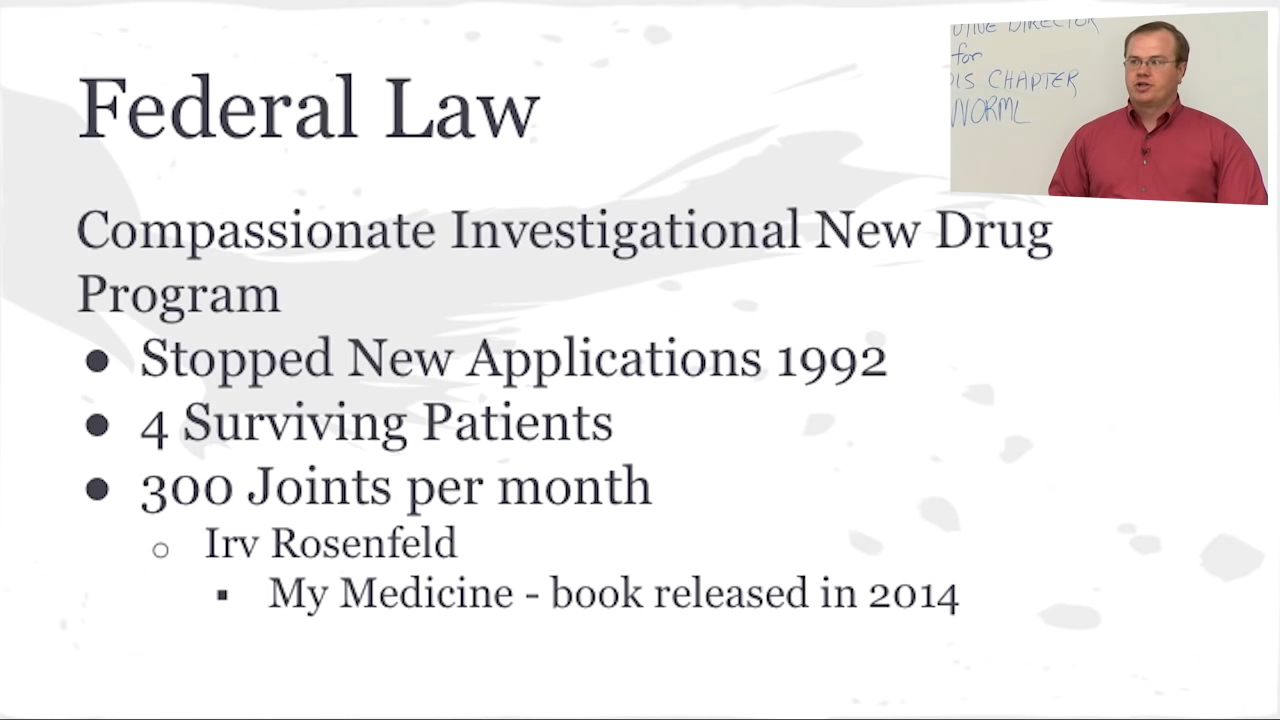 Federal Law
Compassionate Investigational New Drug
Program
● Stopped New Applications 1992
● 4 Surviving Patients
● 300 Joints per month
○ Irv Rosenfeld
▪ My Medicine - book released in 2014
DIRECTOR
for
CHAPTER
NORML